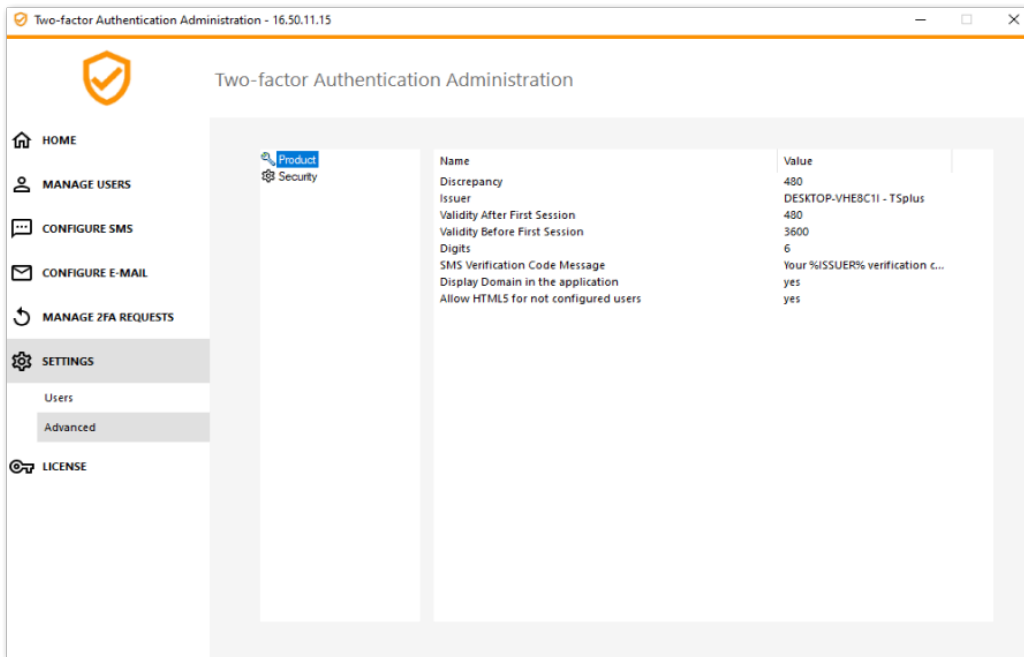 Two-factor Authentication Administration - 16.50.11.15
Two-factor Authentication Administration
HOME
MANAGE USERS
CONFIGURE SMS
CONFIGURE E-MAIL
MANAGE 2FA REQUESTS
SETTINGS
Users
Advanced
LICENSE
Product
Security
Name Value
Discrepancy 480
Issuer DESKTOP-VHE8C1I - TSplus
Validity After First Session 480
Validity Before First Session 3600
Digits 6
SMS Verification Code Message Your %ISSUER% verification c...
Display Domain in the application yes
Allow HTML5 for not configured users yes